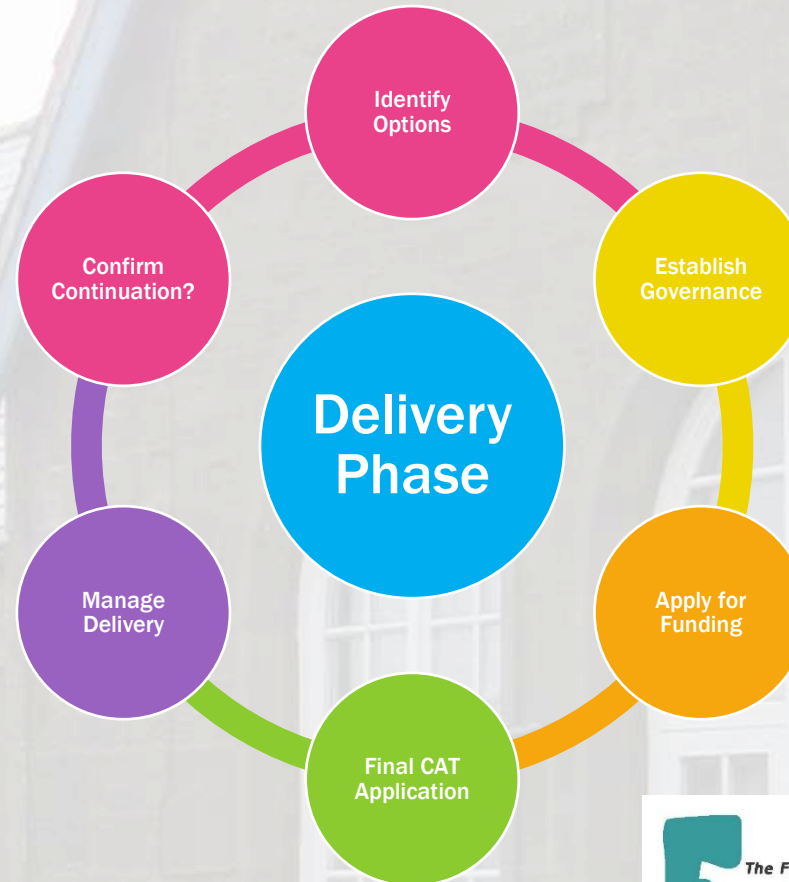 Identify
Options
Confirm
Continuation?
Establish
Governance
Delivery
Phase
Manage
Delivery
Apply for
Funding
Final CAT
Application
The F